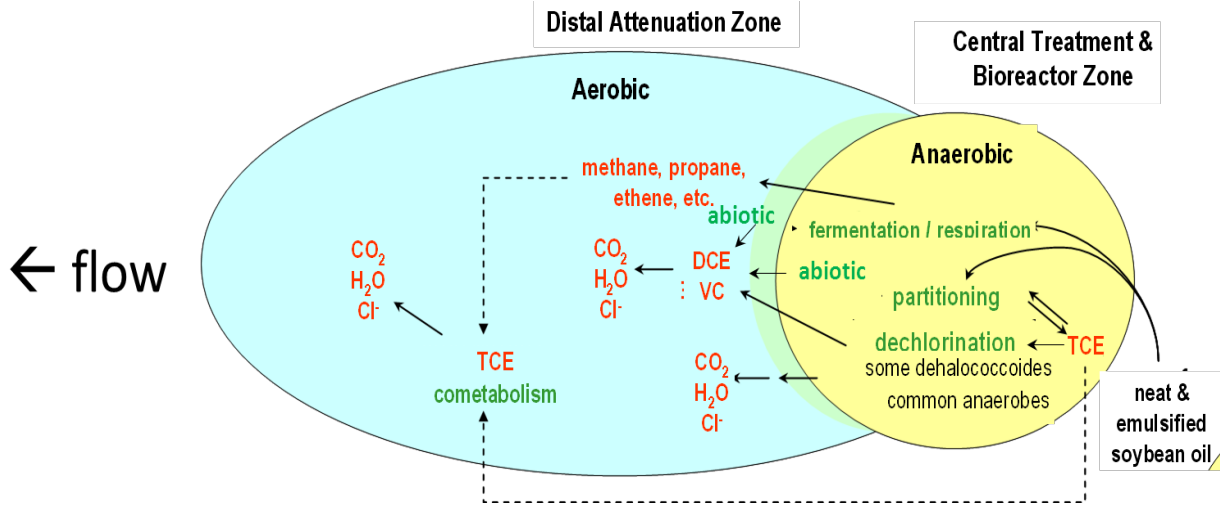 Distal Attenuation Zone
Central Treatment &
Bioreactor Zone
Aerobic
Anaerobic
methane, propane,
ethene, etc.
abiotic
fermentation / respiration
← flow
CO₂
H₂O
Cl⁻
CO₂
H₂O
Cl⁻
DCE
⋮ VC
abiotic
partitioning
dechlorination
TCE
some dehalococcoides
common anaerobes
TCE
cometabolism
CO₂
H₂O
Cl⁻
neat &
emulsified
soybean oil